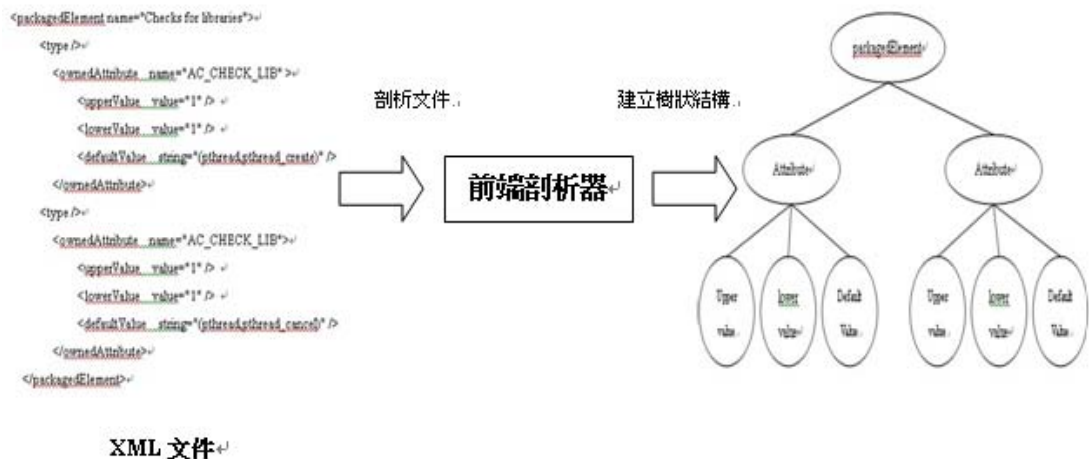 <packagedElement name="Checks for libraries">
<type />
<ownedAttribute name="AC_CHECK_LIB" >
<upperValue value="1" />
<lowerValue value="1" />
<defaultValue string="(pthread,pthread_create)" />
</ownedAttribute>
<type />
<ownedAttribute name="AC_CHECK_LIB">
<upperValue value="1" />
<lowerValue value="1" />
<defaultValue string="(pthread,pthread_cancel)" />
</ownedAttribute>
</packagedElement>
XML 文件
剖析文件.
前端剖析器
建立樹狀結構.
packagedElement
Attribute
Attribute
Upper
value.
lower
value
Default
Value.
Upper
value.
lower
value
Default
Value.